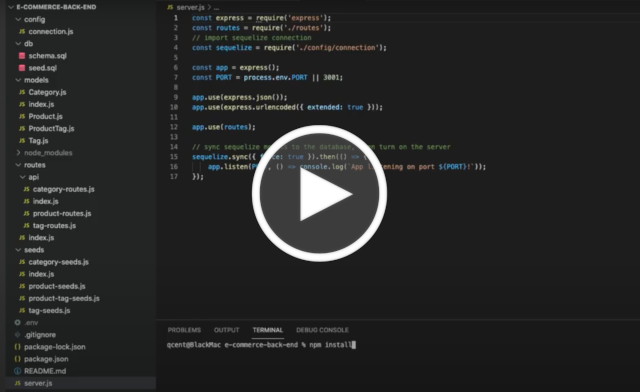 E-COMMERCE-BACK-END
config
JS connection.js
db
schema.sql
seed.sql
models
JS Category.js
JS index.js
JS Product.js
JS ProductTag.js
JS Tag.js
node_modules
routes
api
JS category-routes.js
JS index.js
JS product-routes.js
JS tag-routes.js
JS index.js
seeds
JS category-seeds.js
JS index.js
JS product-seeds.js
JS product-tag-seeds.js
JS tag-seeds.js
.env
.gitignore
package-lock.json
package.json
README.md
JS server.js
JS server.js > ...
1 const express = require('express');
2 const routes = require('./routes');
3 // import sequelize connection
4 const sequelize = require('./config/connection');
5
6 const app = express();
7 const PORT = process.env.PORT || 3001;
8
9 app.use(express.json());
10 app.use(express.urlencoded({ extended: true }));
11
12 app.use(routes);
13
14 // sync sequelize to the database, turn on the server
15 sequelize.sync({ true }).then(() =>
16 app.listen( () => console.log(`App listening on port ${PORT}!`));
17 });
PROBLEMS OUTPUT TERMINAL DEBUG CONSOLE
qcent@BlackMac e-commerce-back-end % npm install